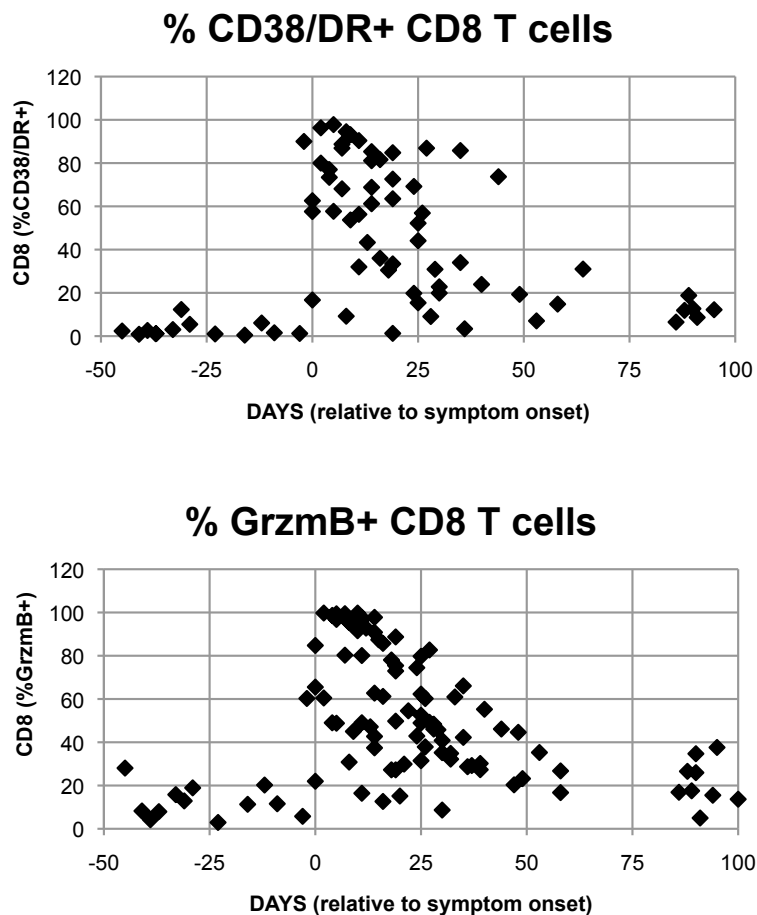 % CD38/DR+ CD8 T cells
120
100
80
60
40
20
0
CD8 (%CD38/DR+)
-50 -25 0 25 50 75 100
DAYS (relative to symptom onset)
% GrzmB+ CD8 T cells
120
100
80
60
40
20
0
CD8 (%GrzmB+)
-50 -25 0 25 50 75 100
DAYS (relative to symptom onset)